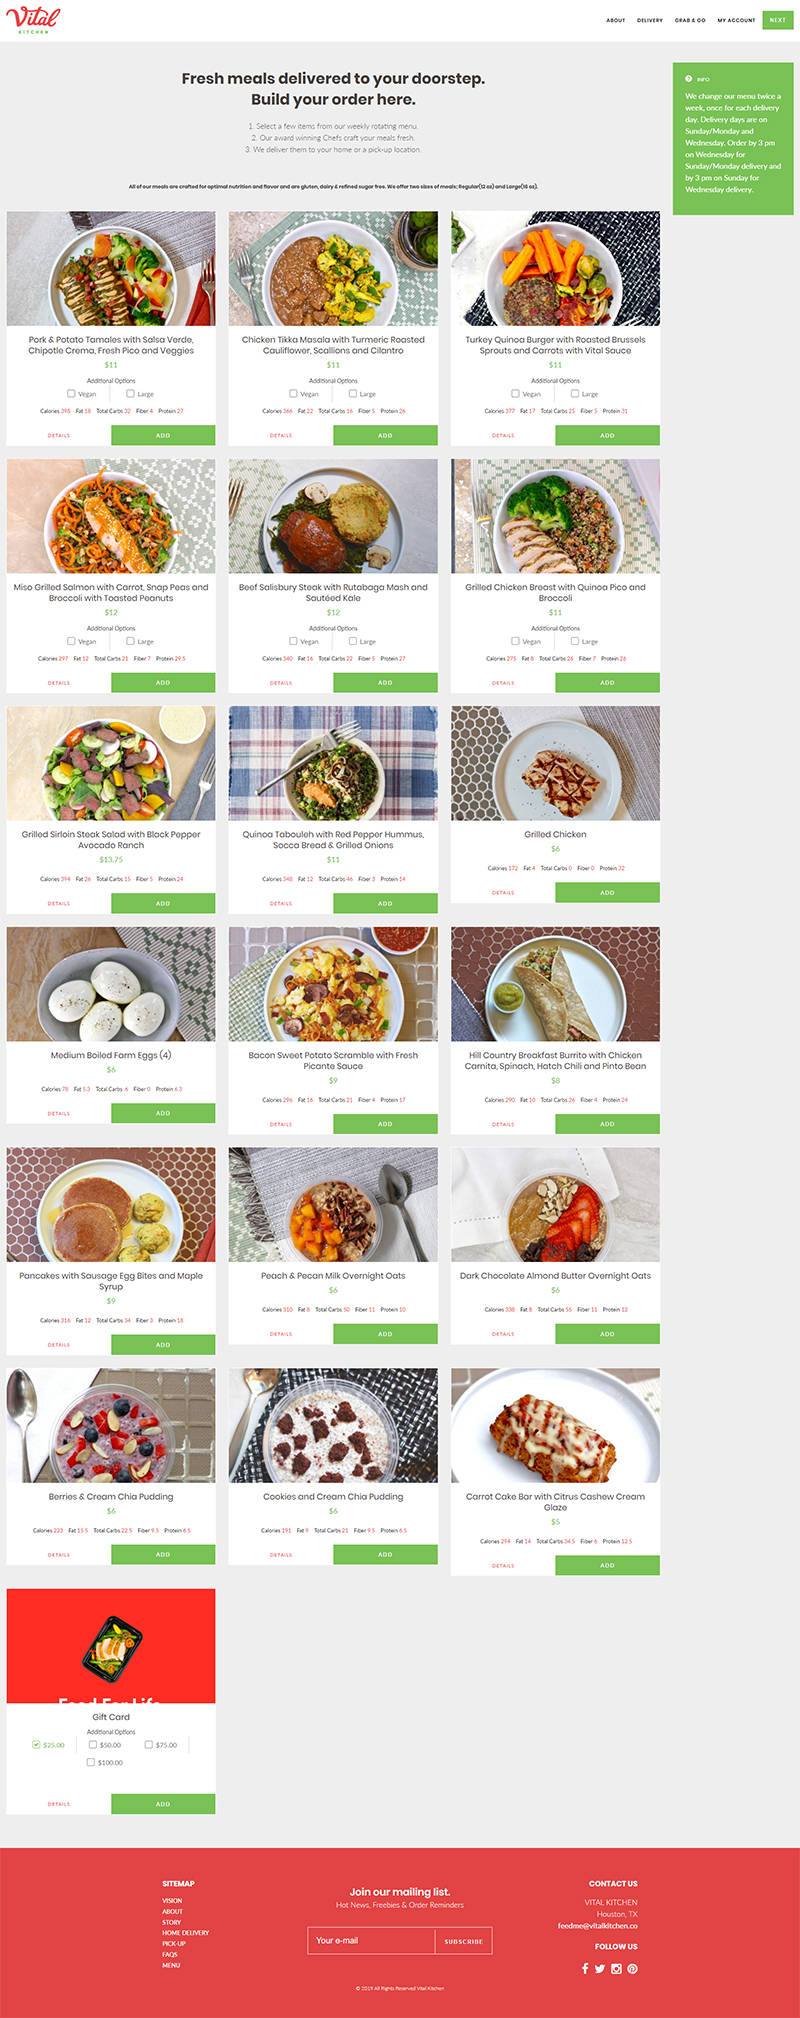 Vital
KITCHEN
ABOUT DELIVERY GRAB & GO MY ACCOUNT NEXT
Fresh meals delivered to your doorstep.
Build your order here.
1. Select a few items from our weekly rotating menu.
2. Our award winning Chefs craft your meals fresh.
3. We deliver them to your home or a pick-up location.
All of our meals are crafted for optimal nutrition and flavor and are gluten, dairy & refined sugar free. We offer two sizes of meals; Regular(12 oz) and Large(16 oz).
INFO
We change our menu twice a
week, once for each delivery
day. Delivery days are on
Sunday/Monday and
Wednesday. Order by 3 pm
on Wednesday for
Sunday/Monday delivery and
by 3 pm on Sunday for
Wednesday delivery.
Pork & Potato Tamales with Salsa Verde,
Chipotle Crema, Fresh Pico and Veggies
$11
Additional Options
Vegan Large
Calories 398 Fat 18 Total Carbs 32 Fiber 4 Protein 27
DETAILS ADD
Chicken Tikka Masala with Turmeric Roasted
Cauliflower, Scallions and Cilantro
$11
Additional Options
Vegan Large
Calories 366 Fat 22 Total Carbs 16 Fiber 5 Protein 26
DETAILS ADD
Turkey Quinoa Burger with Roasted Brussels
Sprouts and Carrots with Vital Sauce
$11
Additional Options
Vegan Large
Calories 377 Fat 17 Total Carbs 25 Fiber 5 Protein 31
DETAILS ADD
Miso Grilled Salmon with Carrot, Snap Peas and
Broccoli with Toasted Peanuts
$12
Additional Options
Vegan Large
Calories 297 Fat 12 Total Carbs 21 Fiber 7 Protein 29.5
DETAILS ADD
Beef Salisbury Steak with Rutabaga Mash and
Sautéed Kale
$12
Additional Options
Vegan Large
Calories 340 Fat 16 Total Carbs 22 Fiber 5 Protein 27
DETAILS ADD
Grilled Chicken Breast with Quinoa Pico and
Broccoli
$11
Additional Options
Vegan Large
Calories 275 Fat 8 Total Carbs 26 Fiber 7 Protein 26
DETAILS ADD
Grilled Sirloin Steak Salad with Black Pepper
Avocado Ranch
$13.75
Calories 394 Fat 26 Total Carbs 15 Fiber 5 Protein 24
DETAILS ADD
Quinoa Tabouleh with Red Pepper Hummus,
Socca Bread & Grilled Onions
$11
Calories 348 Fat 12 Total Carbs 46 Fiber 3 Protein 14
DETAILS ADD
Grilled Chicken
$6
Calories 172 Fat 4 Total Carbs 0 Fiber 0 Protein 32
DETAILS ADD
Medium Boiled Farm Eggs (4)
$6
Calories 78 Fat 5.3 Total Carbs .6 Fiber 0 Protein 6.3
DETAILS ADD
Bacon Sweet Potato Scramble with Fresh
Picante Sauce
$9
Calories 296 Fat 16 Total Carbs 21 Fiber 4 Protein 17
DETAILS ADD
Hill Country Breakfast Burrito with Chicken
Carnita, Spinach, Hatch Chili and Pinto Bean
$8
Calories 290 Fat 10 Total Carbs 26 Fiber 4 Protein 24
DETAILS ADD
Pancakes with Sausage Egg Bites and Maple
Syrup
$9
Calories 316 Fat 12 Total Carbs 34 Fiber 3 Protein 18
DETAILS ADD
Peach & Pecan Milk Overnight Oats
$6
Calories 310 Fat 8 Total Carbs 50 Fiber 11 Protein 10
DETAILS ADD
Dark Chocolate Almond Butter Overnight Oats
$6
Calories 338 Fat 8 Total Carbs 55 Fiber 11 Protein 12
DETAILS ADD
Berries & Cream Chia Pudding
$6
Calories 223 Fat 15.5 Total Carbs 22.5 Fiber 9.5 Protein 6.5
DETAILS ADD
Cookies and Cream Chia Pudding
$6
Calories 191 Fat 9 Total Carbs 21 Fiber 9.5 Protein 6.5
DETAILS ADD
Carrot Cake Bar with Citrus Cashew Cream
Glaze
$5
Calories 294 Fat 14 Total Carbs 34.5 Fiber 6 Protein 12.5
DETAILS ADD
Food For Life
Gift Card
Additional Options
$25.00 $50.00 $75.00
$100.00
DETAILS ADD
SITEMAP
VISION
ABOUT
STORY
HOME DELIVERY
PICK-UP
FAQS
MENU
Join our mailing list.
Hot News, Freebies & Order Reminders
Your e-mail SUBSCRIBE
CONTACT US
VITAL KITCHEN
Houston, TX
feedme@vitalkitchen.co
FOLLOW US
© 2019 All Rights Reserved Vital Kitchen